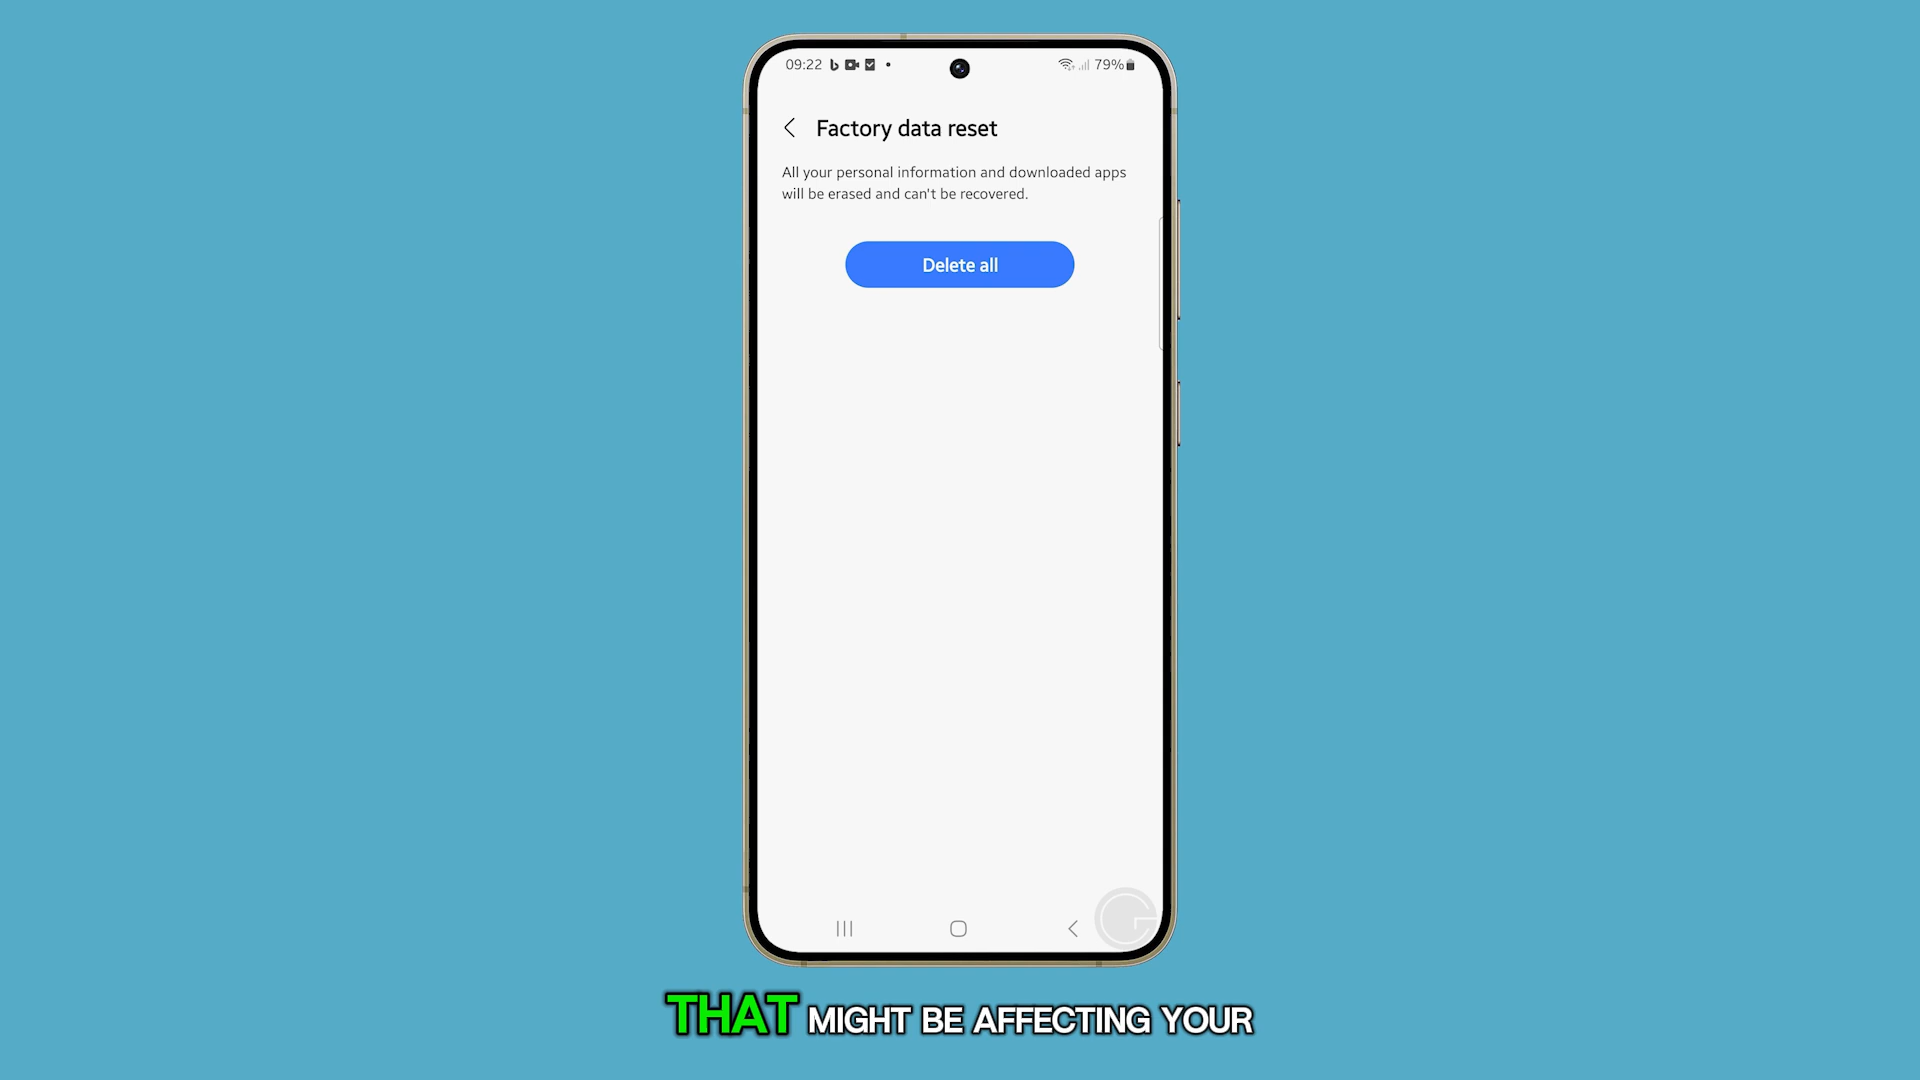 09:22
79%
Factory data reset
All your personal information and downloaded apps
will be erased and can't be recovered.
Delete all
THAT MIGHT BE AFFECTING YOUR